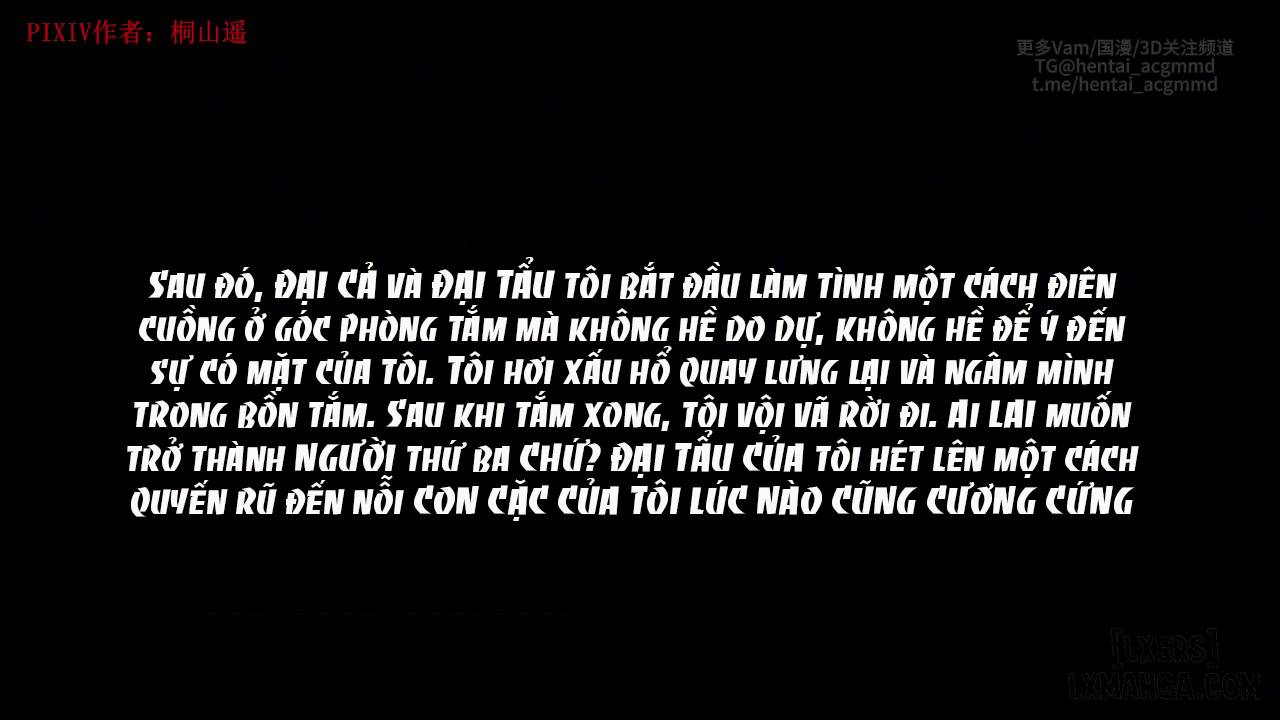 PIXIV作者：桐山遥
更多Vam/国漫/3D关注频道
TG@hentai_acgmmd
t.me/hentai_acgmmd
Sau đó, ĐẠI CẢ và ĐẠI TẨU tôi bắt đầu làm tình một cách điên
cuồng ở góc phòng tắm mà không hề do dự, không hề để ý đến
sự có mặt của tôi. Tôi hơi xấu hổ quay lưng lại và ngâm mình
trong bồn tắm. Sau khi tắm xong, tôi vội vã rời đi. Ai LẠI muốn
trở thành NGƯỜI thứ ba CHỨ? ĐẠI TẨU CỦA tôi hét lên một cách
quyến rũ đến nỗi CON CẶC CỦA TÔI LÚC NÀO CŨNG CƯƠNG CỨNG
[LXERS]
LXMANGA.COM